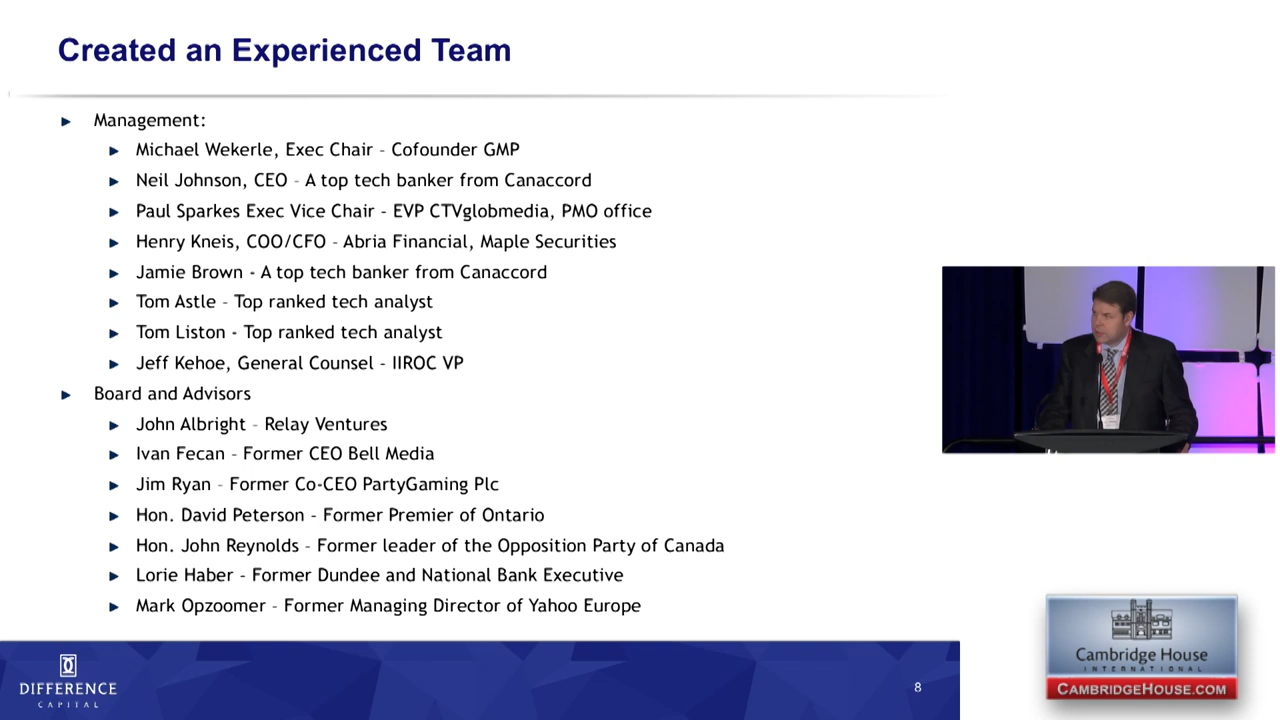 Created an Experienced Team
Management:
Michael Wekerle, Exec Chair - Cofounder GMP
Neil Johnson, CEO - A top tech banker from Canaccord
Paul Sparkes Exec Vice Chair - EVP CTVglobmedia, PMO office
Henry Kneis, COO/CFO - Abria Financial, Maple Securities
Jamie Brown - A top tech banker from Canaccord
Tom Astle - Top ranked tech analyst
Tom Liston - Top ranked tech analyst
Jeff Kehoe, General Counsel - IIROC VP
Board and Advisors
John Albright - Relay Ventures
Ivan Fecan - Former CEO Bell Media
Jim Ryan - Former Co-CEO PartyGaming Plc
Hon. David Peterson - Former Premier of Ontario
Hon. John Reynolds - Former leader of the Opposition Party of Canada
Lorie Haber - Former Dundee and National Bank Executive
Mark Opzoomer - Former Managing Director of Yahoo Europe
DIFFERENCE
CAPITAL
8
Cambridge House
INTERNATIONAL
CAMBRIDGEHOUSE.COM